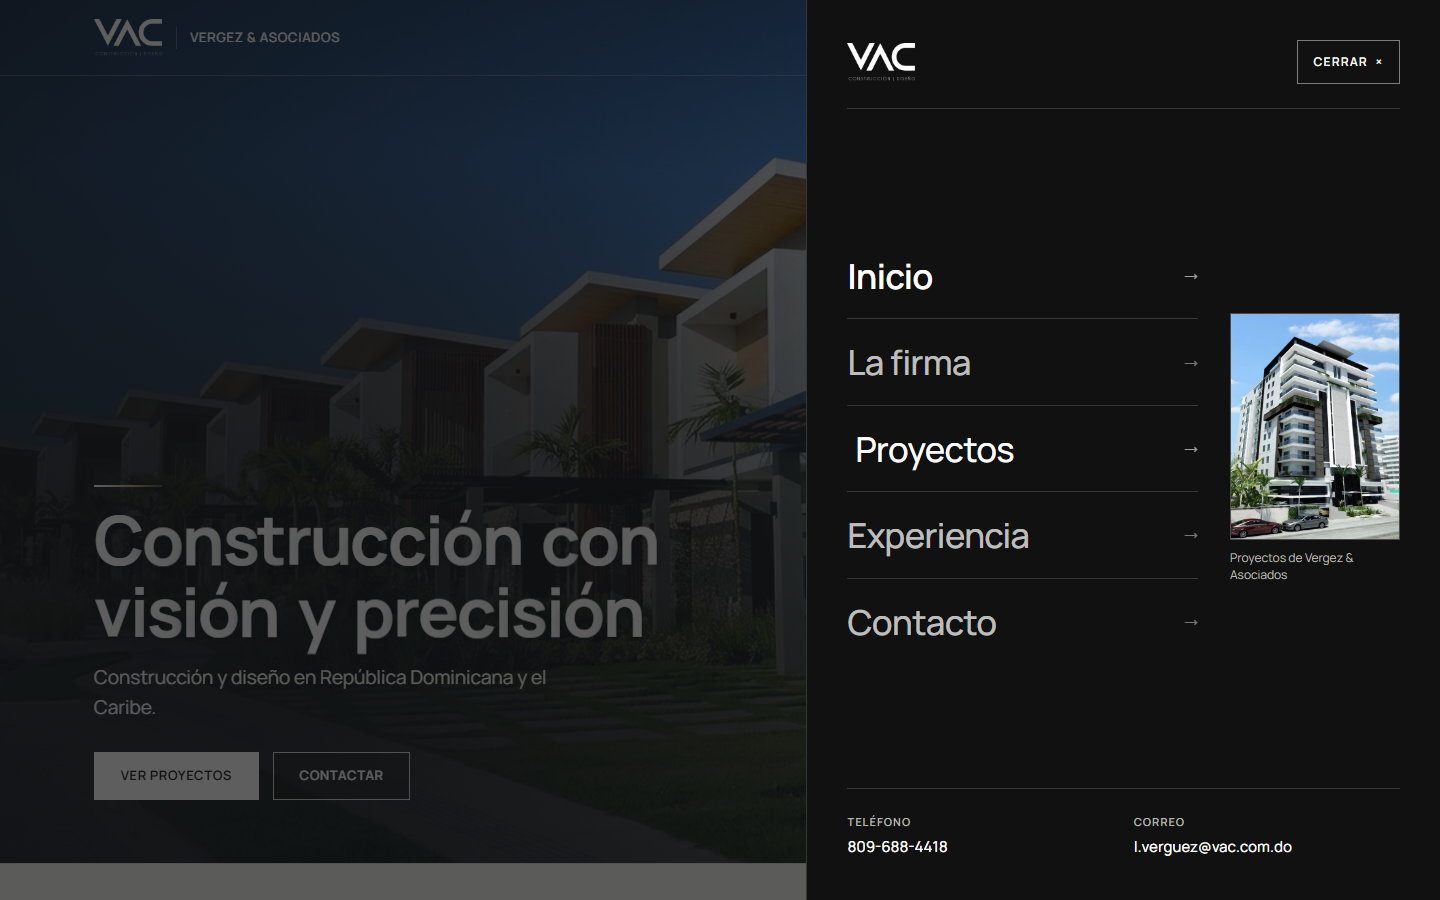 VAC
VERGEZ & ASOCIADOS
Construcción con
visión y precisión
Construcción y diseño en República Dominicana y el
Caribe.
VER PROYECTOS
CONTACTAR
VAC
CONSTRUCCIÓN | DISEÑO
CERRAR ×
Inicio →
La firma →
Proyectos →
Experiencia →
Contacto →
Proyectos de Vergez &
Asociados
TELÉFONO
809-688-4418
CORREO
l.verguez@vac.com.do